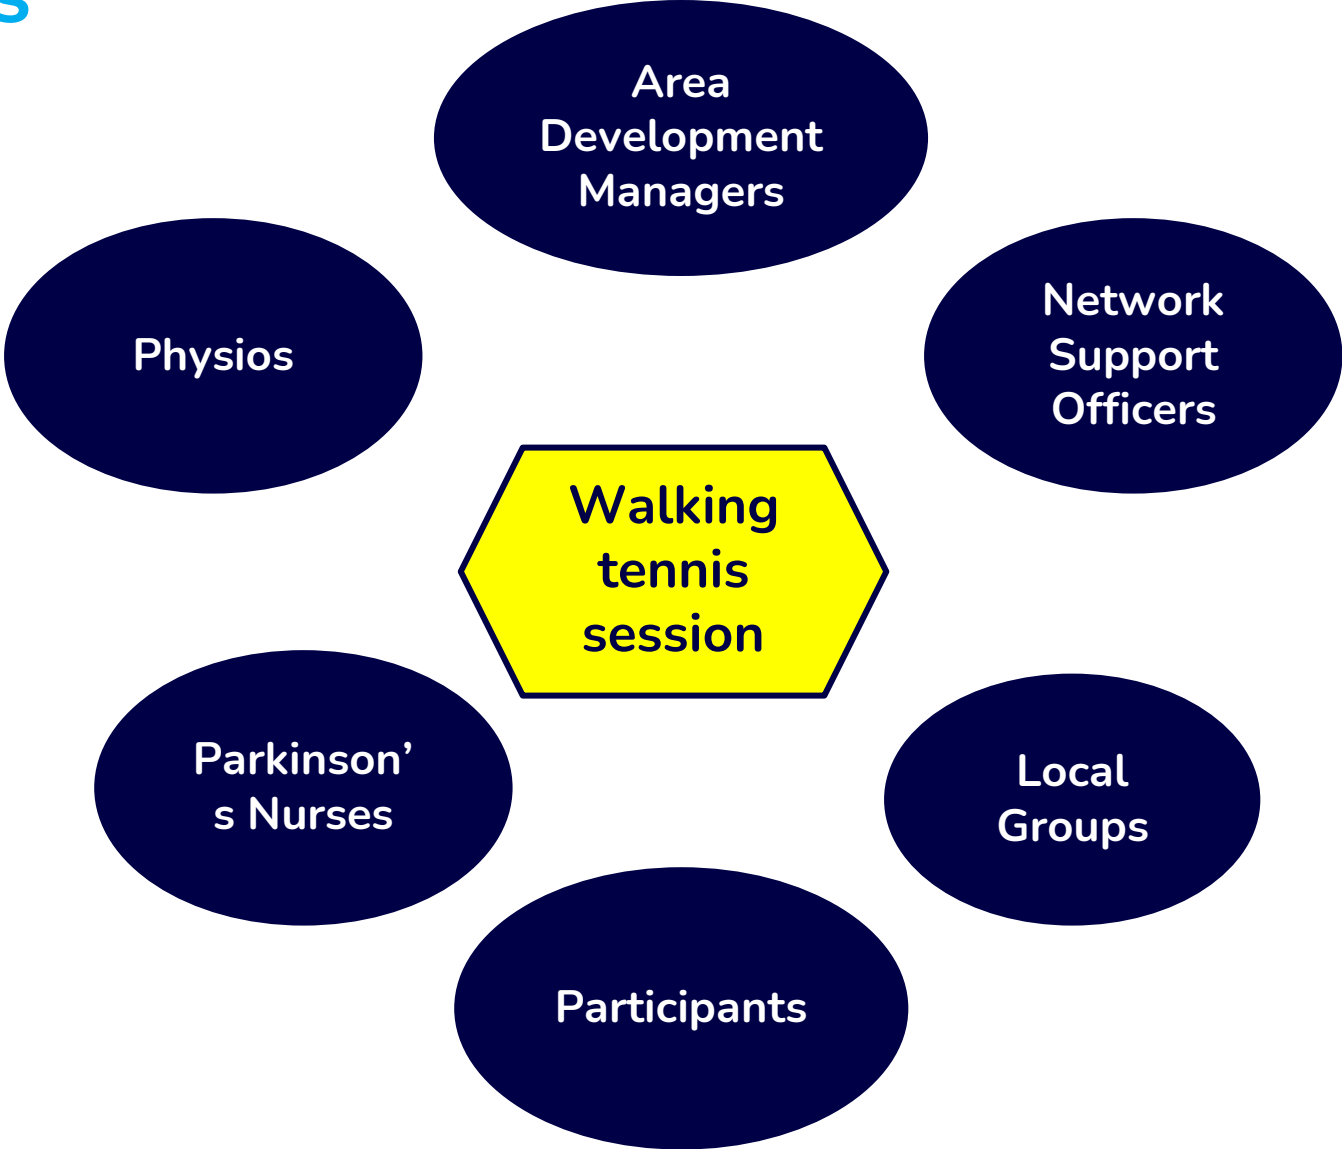 s
Area
Development
Managers
Physios
Network
Support
Officers
Walking
tennis
session
Parkinson’
s Nurses
Local
Groups
Participants